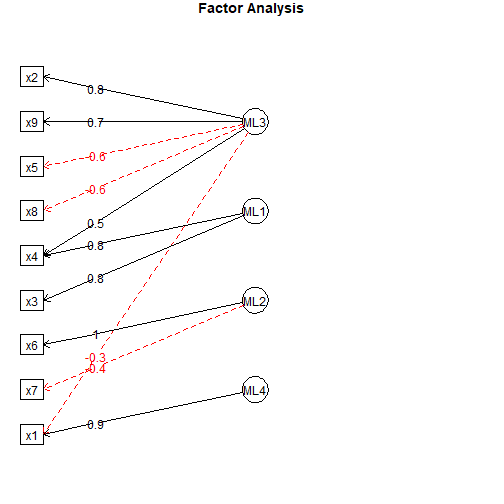 Factor Analysis
x2
0.8
ML3
x9
0.7
x5
-0.6
x8
-0.6
ML1
0.5
x4
0.8
x3
0.8
ML2
x6
1
-0.3
-0.4
x7
ML4
x1
0.9